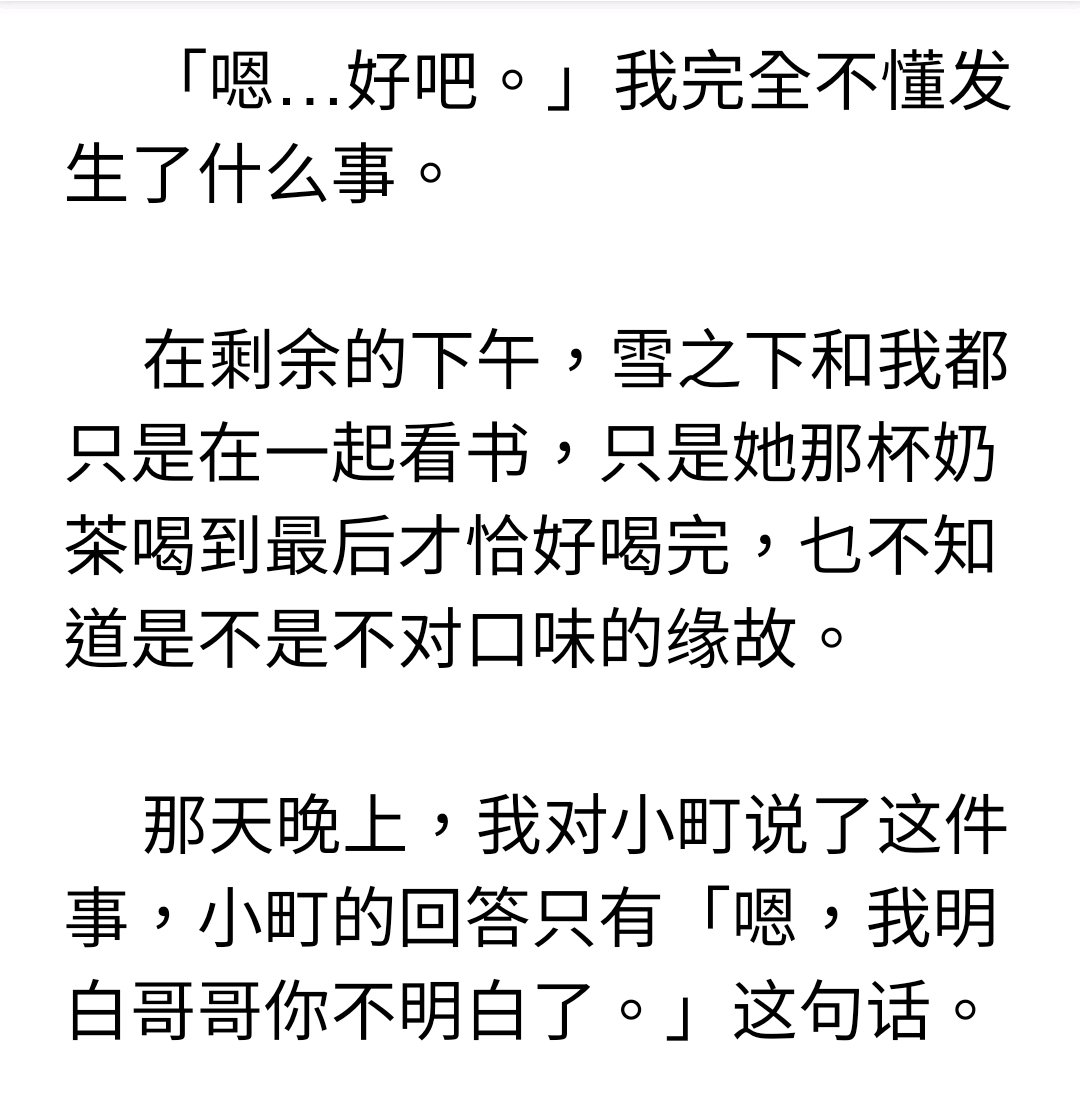 「嗯…好吧。」我完全不懂发
生了什么事。
在剩余的下午，雪之下和我都
只是在一起看书，只是她那杯奶
茶喝到最后才恰好喝完，也不知
道是不是不对口味的缘故。
那天晚上，我对小町说了这件
事，小町的回答只有「嗯，我明
白哥哥你不明白了。」这句话。